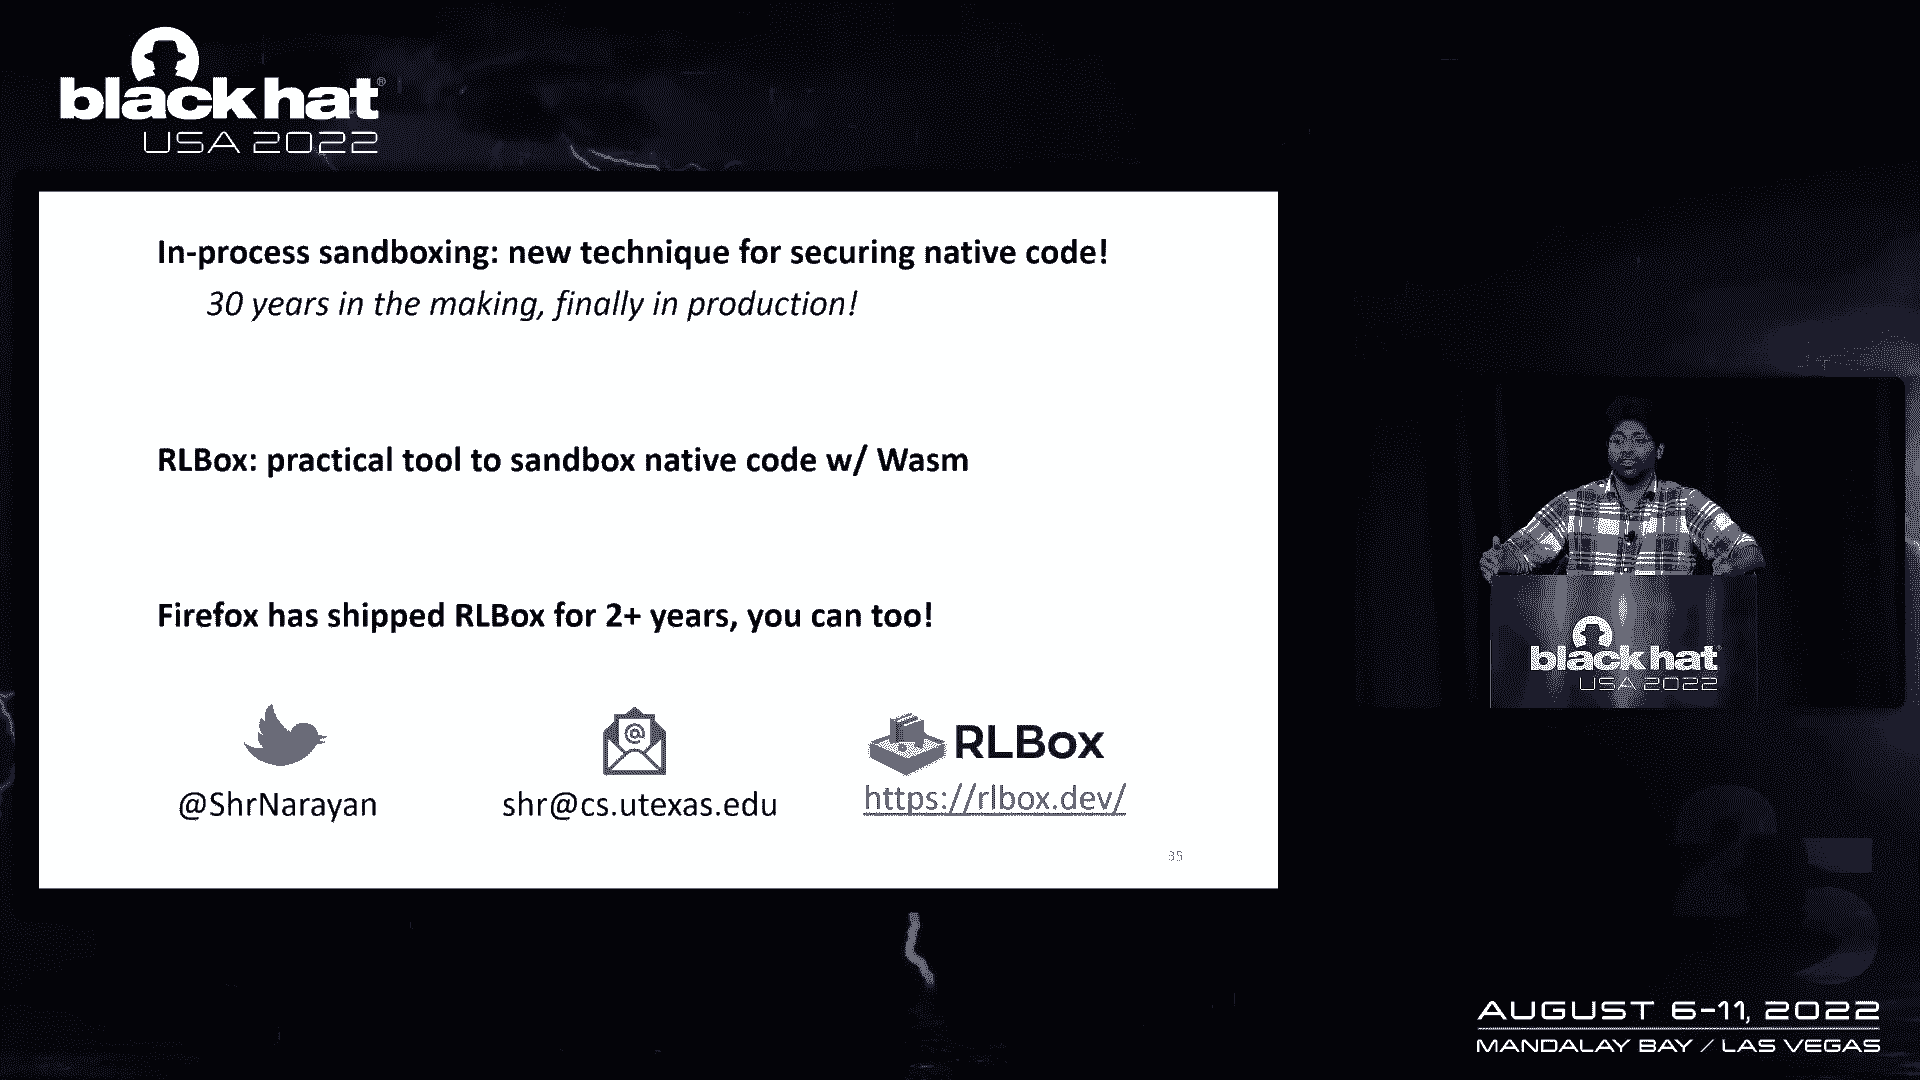 black hat®
USA 2022
In-process sandboxing: new technique for securing native code!
30 years in the making, finally in production!
RLBox: practical tool to sandbox native code w/ Wasm
Firefox has shipped RLBox for 2+ years, you can too!
@
RLBox
@ShrNarayan
shr@cs.utexas.edu
https://rlbox.dev/
35
black hat
USA 2022
25
AUGUST 6-11, 2022
MANDALAY BAY / LAS VEGAS